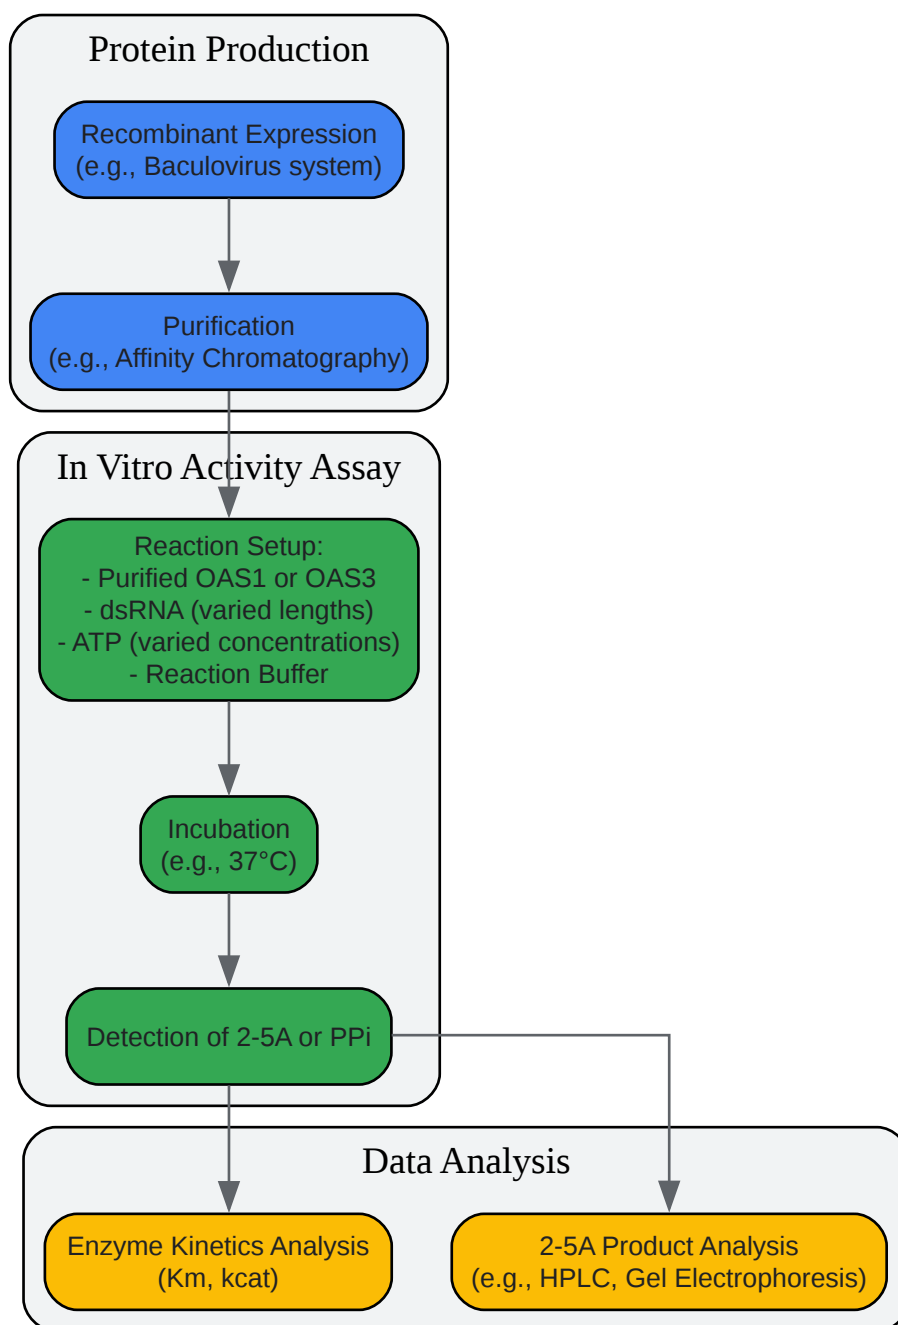 Protein Production
Recombinant Expression
(e.g., Baculovirus system)
Purification
(e.g., Affinity Chromatography)
In Vitro Activity Assay
Reaction Setup:
- Purified OAS1 or OAS3
- dsRNA (varied lengths)
- ATP (varied concentrations)
- Reaction Buffer
Incubation
(e.g., 37°C)
Detection of 2-5A or PPi
Data Analysis
Enzyme Kinetics Analysis
(Km, kcat)
2-5A Product Analysis
(e.g., HPLC, Gel Electrophoresis)